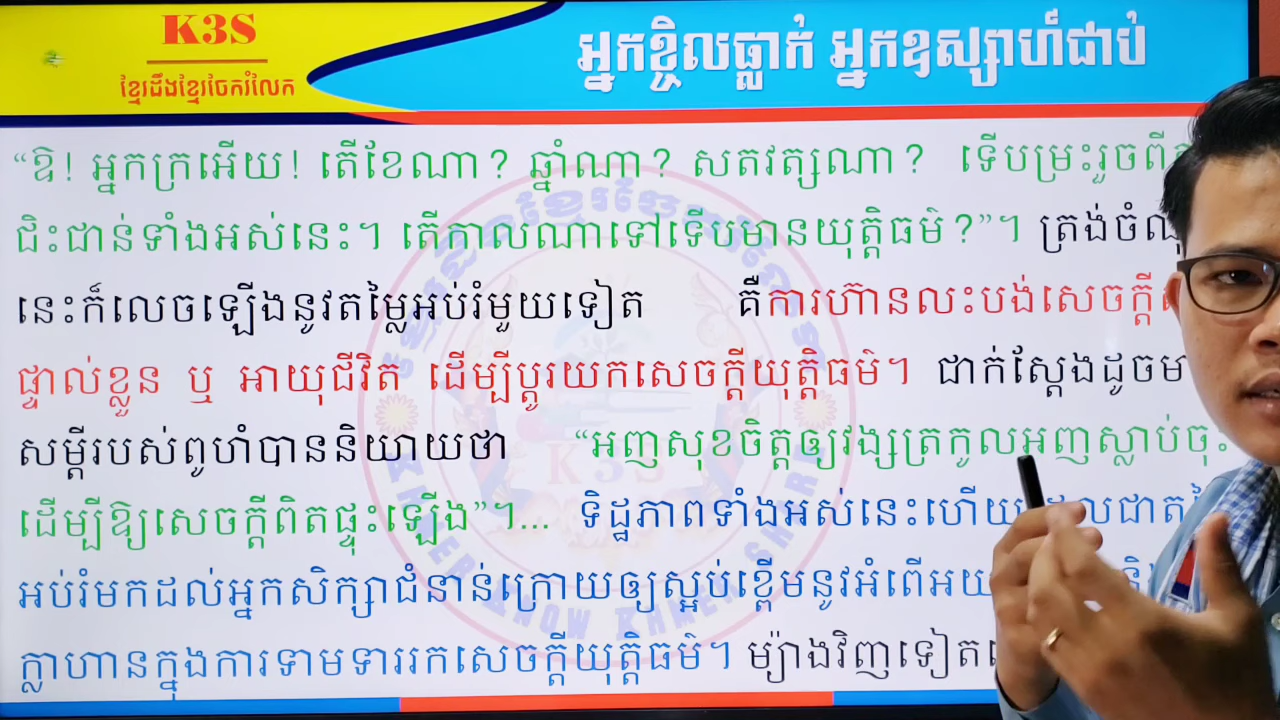 K3S
ខ្មែរដឹងខ្មែរចែករំលែក
អ្នកខ្ចិលធ្លាក់ អ្នកឧស្សាហ៍ជាប់
“ឱ! អ្នកក្រអើយ! តើខែណា? ឆ្នាំណា? សតវត្សណា? ទើបម្រះរួចពី
ជិះជាន់ទាំងអស់នេះ។ តើកាលណាទៅទើបមានយុត្តិធម៌?”។ ត្រង់
នេះក៏លេចឡើងនូវតម្លៃអប់រំមួយទៀត គឺការហ៊ានលះបង់សេចក្ដី
ផ្ទាល់ខ្លួន ឬ អាយុជីវិត ដើម្បីប្ដូរយកសេចក្ដីយុត្តិធម៌។ ជាក់ស្ដែងដូច
សម្ដីរបស់ពូហំបាននិយាយថា “អញសុខចិត្តឲ្យវង្សត្រកូលអញស្លាប់ចុះ
ដើម្បីឱ្យសេចក្ដីពិតផ្ទុះឡើង”។... ទិដ្ឋភាពទាំងអស់នេះហើយ
អប់រំមកដល់អ្នកសិក្សាជំនាន់ក្រោយឲ្យស្អប់ខ្ពើមនូវអំពើ
ក្លាហានក្នុងការទាមទាររកសេចក្ដីយុត្តិធម៌។ ម្យ៉ាងវិញទៀត
K3S